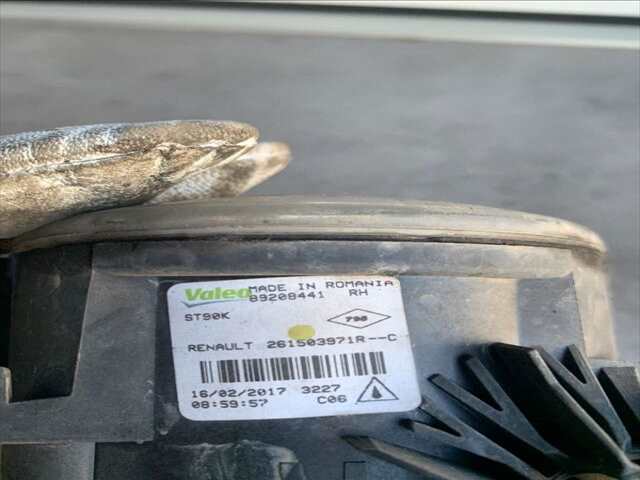 Valeo MADE IN ROMANIA
89208441 RH
ST90K
798
RENAULT 261503971R--C
16/02/2017 3227
08:59:57 C06